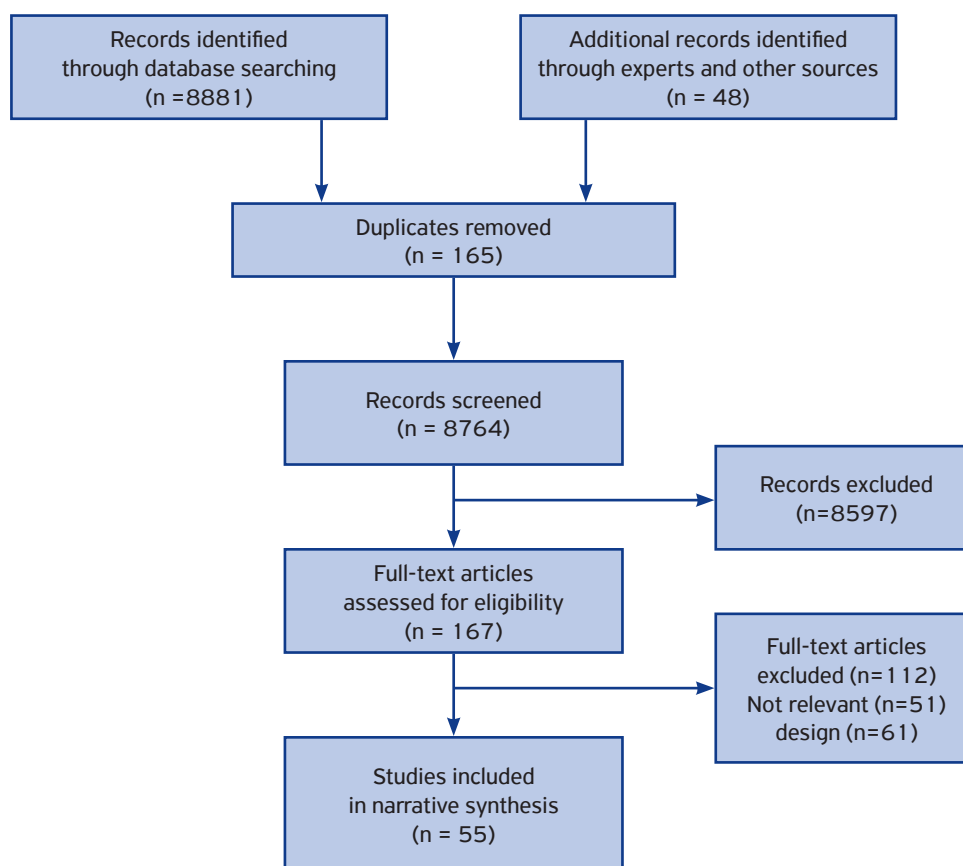 Records identified
through database searching
(n =8881)
Additional records identified
through experts and other sources
(n = 48)
Duplicates removed
(n = 165)
Records screened
(n = 8764)
Records excluded
(n=8597)
Full-text articles
assessed for eligibility
(n = 167)
Full-text articles
excluded (n=112)
Not relevant (n=51)
design (n=61)
Studies included
in narrative synthesis
(n = 55)